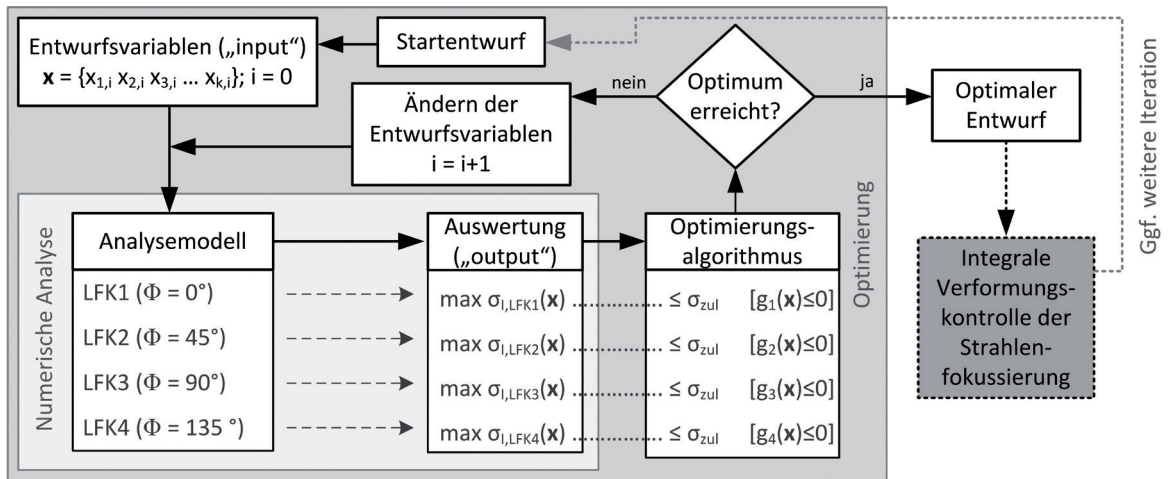 Entwurfsvariablen („input“)
x = {x1,i x2,i x3,i ... xk,i}; i = 0
Startentwurf
Ändern der
Entwurfsvariablen
i = i+1
nein
Optimum
erreicht?
ja
Optimaler
Entwurf
Ggf. weitere Iteration
Integrale
Verformungs-
kontrolle der
Strahlen-
fokussierung
Optimierung
Numerische Analyse
Analysemodell
Auswertung
(„output“)
Optimierungs-
algorithmus
LFK1 (Φ = 0°)
max σI,LFK1(x) ............... ≤ σzul [g1(x)≤0]
LFK2 (Φ = 45°)
max σI,LFK2(x) ............... ≤ σzul [g2(x)≤0]
LFK3 (Φ = 90°)
max σI,LFK3(x) ............... ≤ σzul [g3(x)≤0]
LFK4 (Φ = 135 °)
max σI,LFK4(x) ............... ≤ σzul [g4(x)≤0]